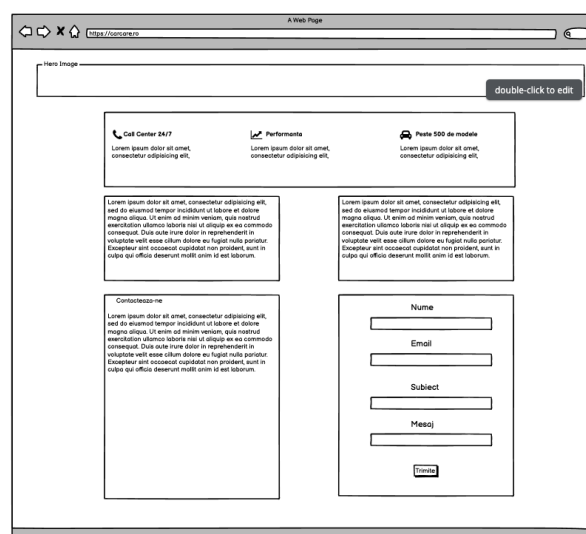 A Web Page
https://carcare.ro
Hero Image
double-click to edit
Call Center 24/7
Lorem ipsum dolor sit amet,
consectetur adipisicing elit,
Performanta
Lorem ipsum dolor sit amet,
consectetur adipisicing elit,
Peste 500 de modele
Lorem ipsum dolor sit amet,
consectetur adipisicing elit,
Lorem ipsum dolor sit amet, consectetur adipisicing elit,
sed do eiusmod tempor incididunt ut labore et dolore
magna aliqua. Ut enim ad minim veniam, quis nostrud
exercitation ullamco laboris nisi ut aliquip ex ea commodo
consequat. Duis aute irure dolor in reprehenderit in
voluptate velit esse cillum dolore eu fugiat nulla pariatur.
Excepteur sint occaecat cupidatat non proident, sunt in
culpa qui officia deserunt mollit anim id est laborum.
Lorem ipsum dolor sit amet, consectetur adipisicing elit,
sed do eiusmod tempor incididunt ut labore et dolore
magna aliqua. Ut enim ad minim veniam, quis nostrud
exercitation ullamco laboris nisi ut aliquip ex ea commodo
consequat. Duis aute irure dolor in reprehenderit in
voluptate velit esse cillum dolore eu fugiat nulla pariatur.
Excepteur sint occaecat cupidatat non proident, sunt in
culpa qui officia deserunt mollit anim id est laborum.
Contacteaza-ne
Lorem ipsum dolor sit amet, consectetur adipisicing elit,
sed do eiusmod tempor incididunt ut labore et dolore
magna aliqua. Ut enim ad minim veniam, quis nostrud
exercitation ullamco laboris nisi ut aliquip ex ea commodo
consequat. Duis aute irure dolor in reprehenderit in
voluptate velit esse cillum dolore eu fugiat nulla pariatur.
Excepteur sint occaecat cupidatat non proident, sunt in
culpa qui officia deserunt mollit anim id est laborum.
Nume
Email
Subiect
Mesaj
Trimite